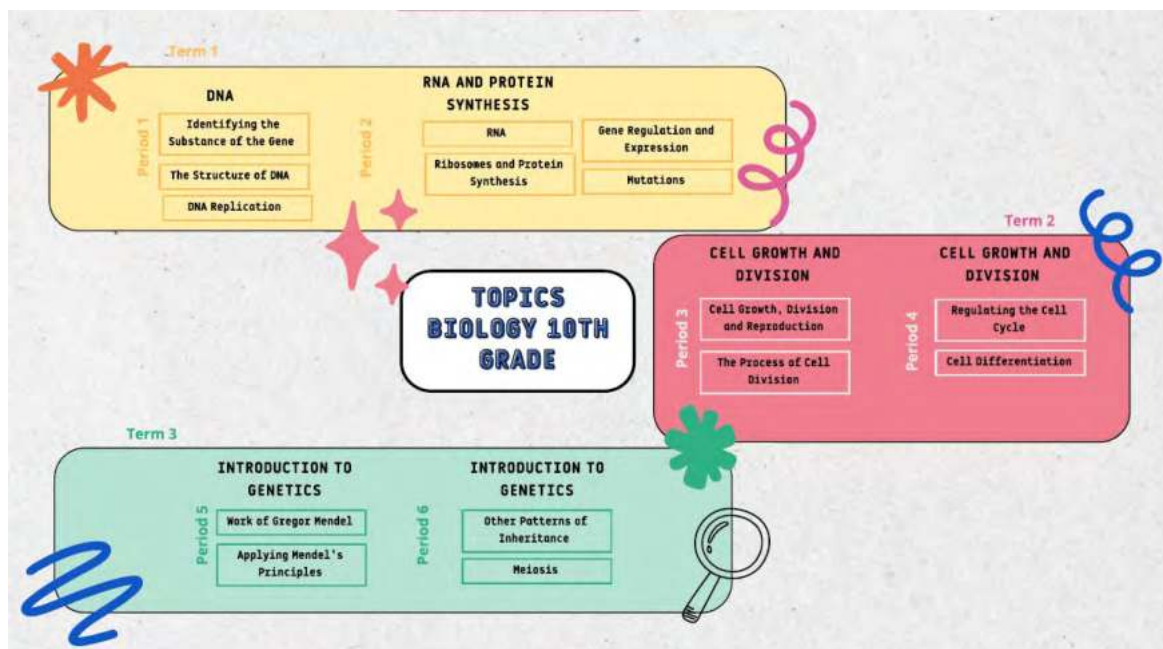 Term 1
DNA
Period 1
Identifying the
Substance of the Gene
The Structure of DNA
DNA Replication
RNA AND PROTEIN
SYNTHESIS
Period 2
RNA
Ribosomes and Protein
Synthesis
Gene Regulation and
Expression
Mutations
TOPICS
BIOLOGY 10TH
GRADE
Term 2
CELL GROWTH AND
DIVISION
Period 3
Cell Growth, Division
and Reproduction
The Process of Cell
Division
CELL GROWTH AND
DIVISION
Period 4
Regulating the Cell
Cycle
Cell Differentiation
Term 3
INTRODUCTION TO
GENETICS
Period 5
Work of Gregor Mendel
Applying Mendel's
Principles
INTRODUCTION TO
GENETICS
Period 6
Other Patterns of
Inheritance
Meiosis